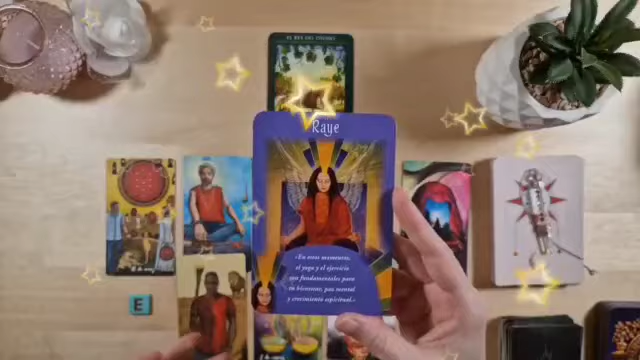 Raye
«En estos momentos,
el yoga y el ejercicio
son fundamentales para
tu bienestar, paz mental
y crecimiento espiritual.»
E